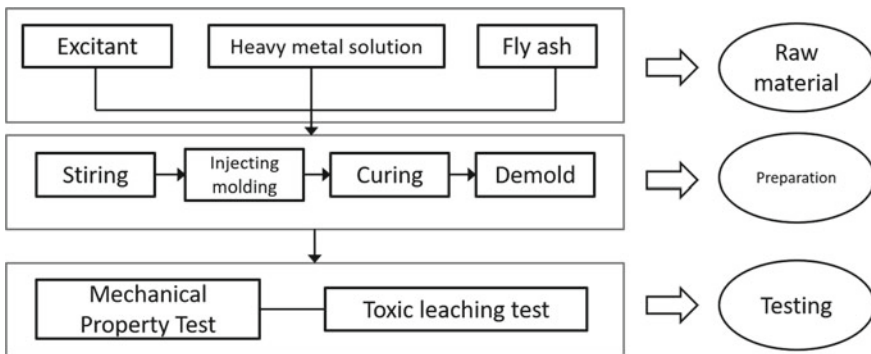 Excitant
Heavy metal solution
Fly ash
Raw
material
Stiring
Injecting
molding
Curing
Demold
Preparation
Mechanical
Property Test
Toxic leaching test
Testing